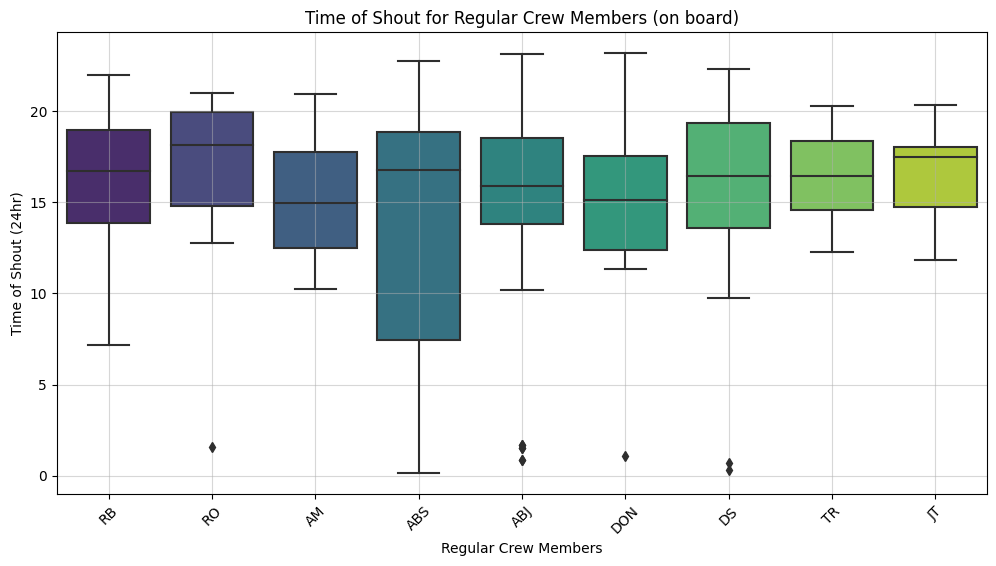 Time of Shout for Regular Crew Members (on board)
Time of Shout (24hr)
20
15
10
5
0
RB
RO
AM
ABS
ABJ
DON
DS
TR
JT
Regular Crew Members